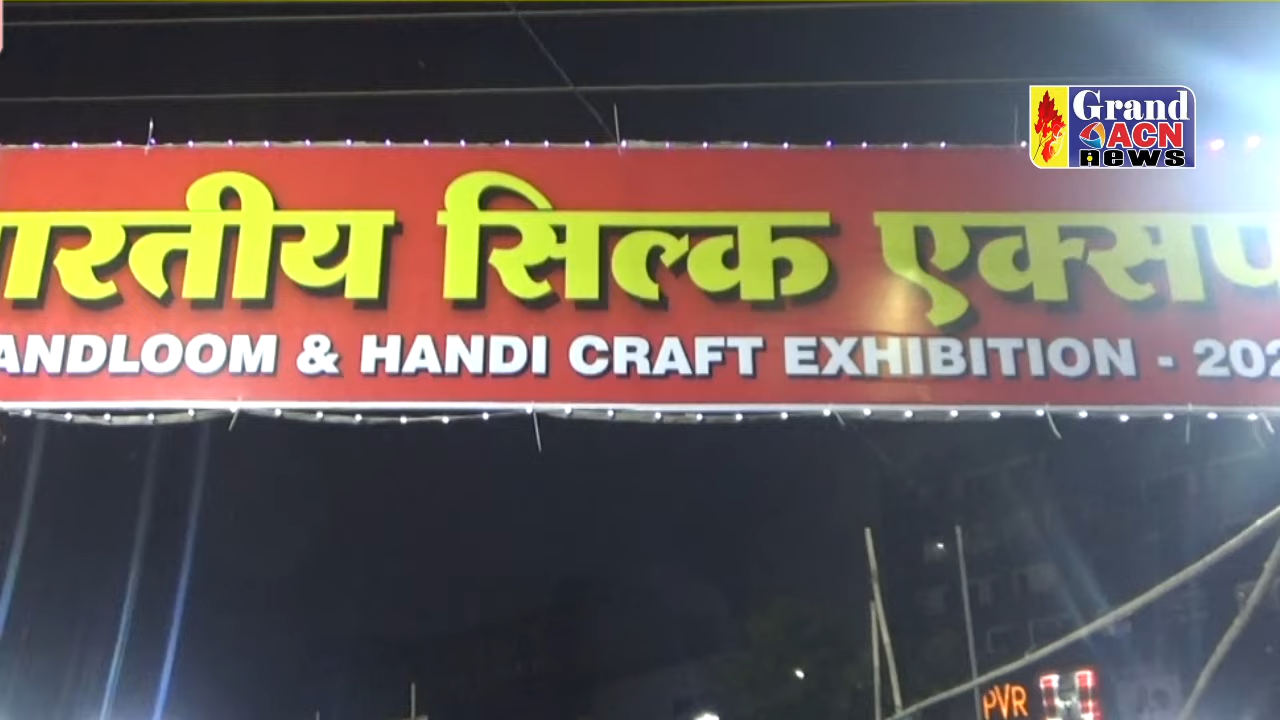 Grand
ACN
news
ारतीय सिल्क एक्सप
ANDLOOM & HANDI CRAFT EXHIBITION - 202
PVR